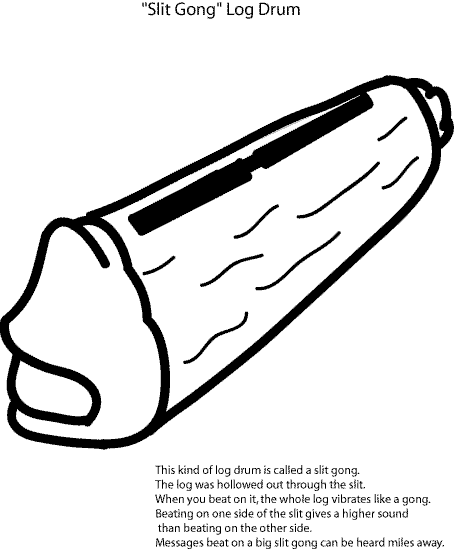 "Slit Gong" Log Drum
This kind of log drum is called a slit gong.
The log was hollowed out through the slit.
When you beat on it, the whole log vibrates like a gong.
Beating on one side of the slit gives a higher sound
than beating on the other side.
Messages beat on a big slit gong can be heard miles away.